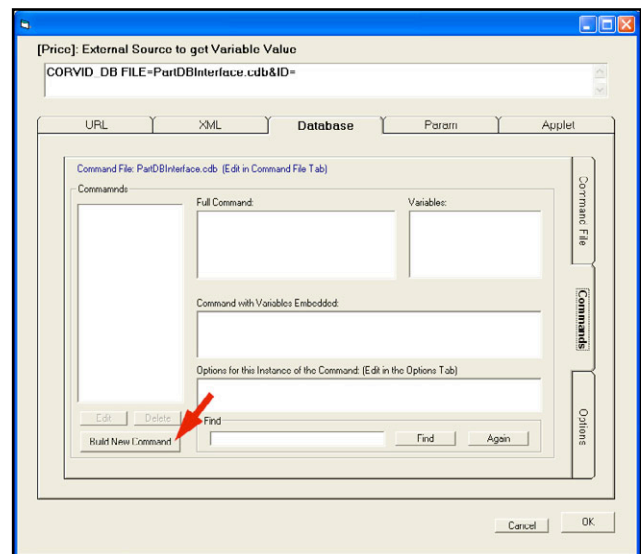 [Price]: External Source to get Variable Value
CORVID_DB FILE=PartDBInterface.cdb&ID=
URL XML Database Param Applet
Command File: PartDBInterface.cdb (Edit in Command File Tab)
Commamnds
Full Command:
Variables:
Command with Variables Embedded:
Options for this Instance of the Command: (Edit in the Options Tab)
Edit Delete
Build New Command
Find
Find Again
Command File
Commands
Options
Cancel OK